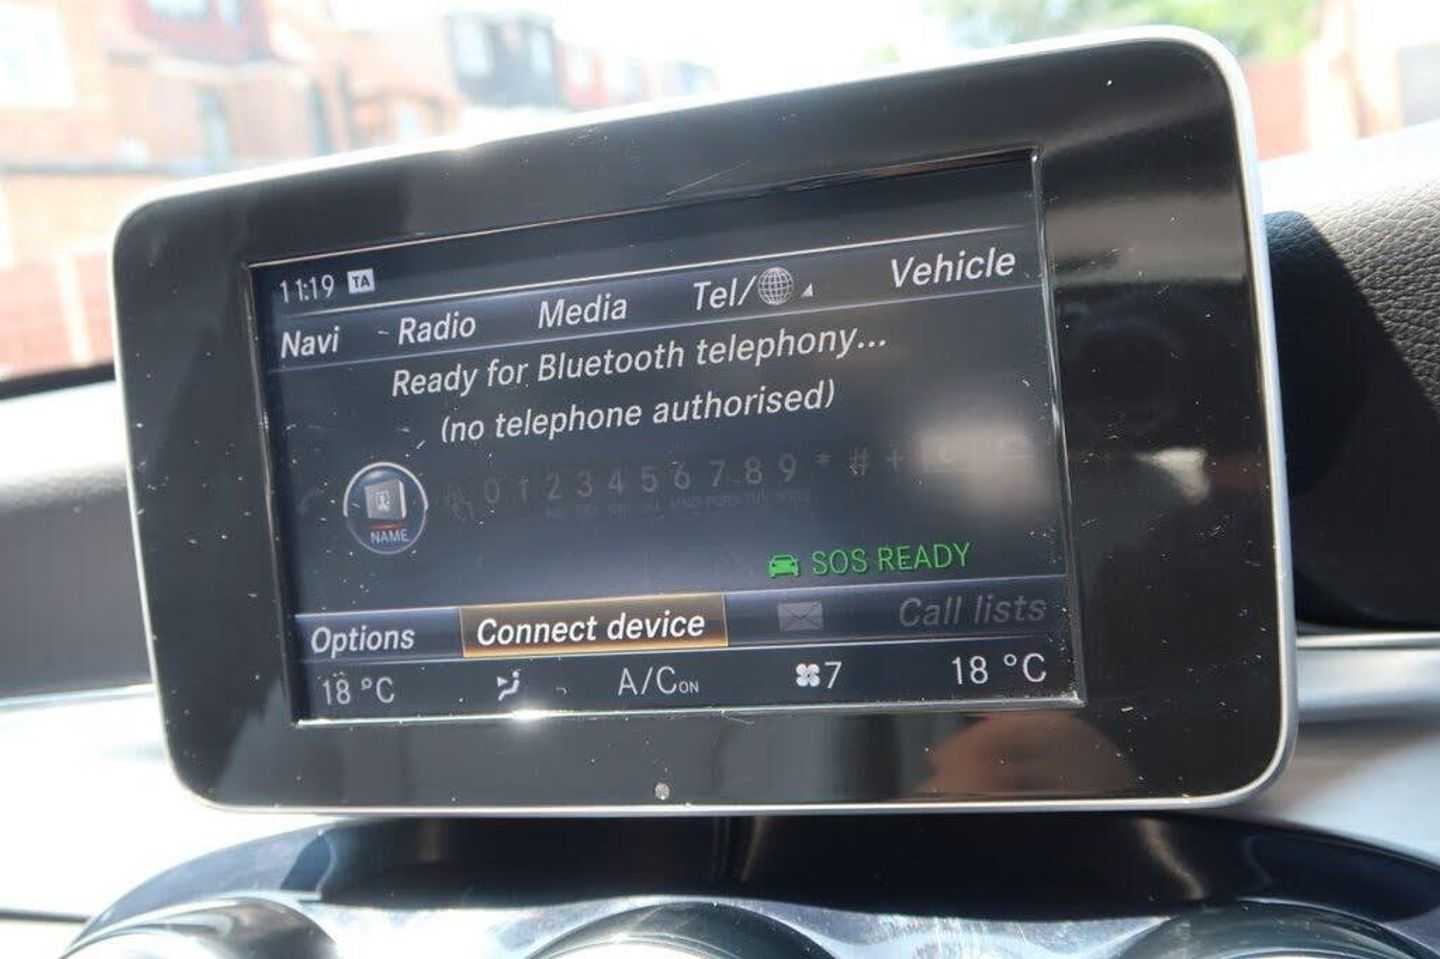 11:19 TA
Navi Radio Media Tel/ Vehicle
Ready for Bluetooth telephony...
(no telephone authorised)
NAME 0 1 2 3 4 5 6 7 8 9 * # +
SOS READY
Options Connect device Call lists
18 °C A/C ON 7 18 °C